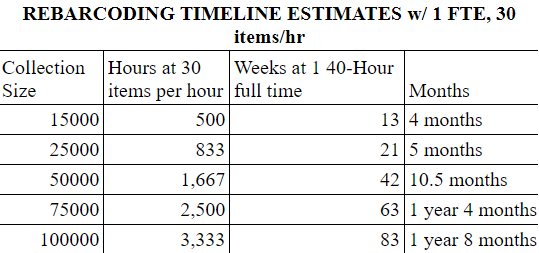 REBARCODING TIMELINE ESTIMATES w/ 1 FTE, 30
items/hr
Collection Size Hours at 30 items per hour Weeks at 1 40-Hour full time Months
15000 500 13 4 months
25000 833 21 5 months
50000 1,667 42 10.5 months
75000 2,500 63 1 year 4 months
100000 3,333 83 1 year 8 months